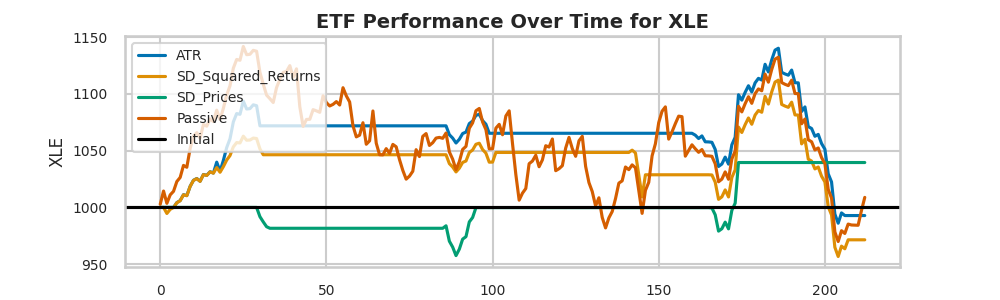 ETF Performance Over Time for XLE
XLE
1150
1100
1050
1000
950
ATR
SD_Squared_Returns
SD_Prices
Passive
Initial
0
50
100
150
200